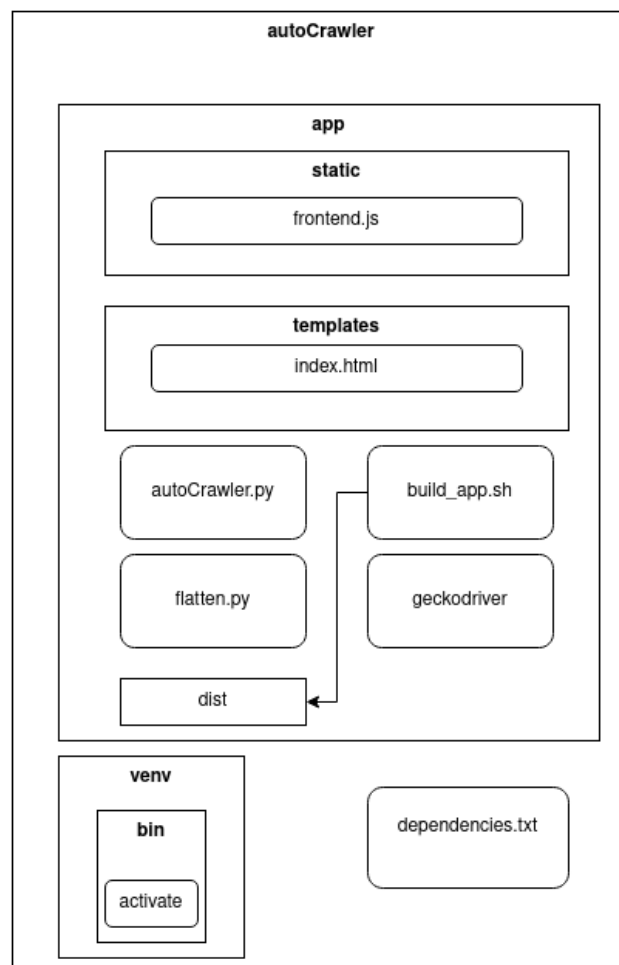 autoCrawler
app
static
frontend.js
templates
index.html
autoCrawler.py
build_app.sh
flatten.py
geckodriver
dist
venv
bin
activate
dependencies.txt